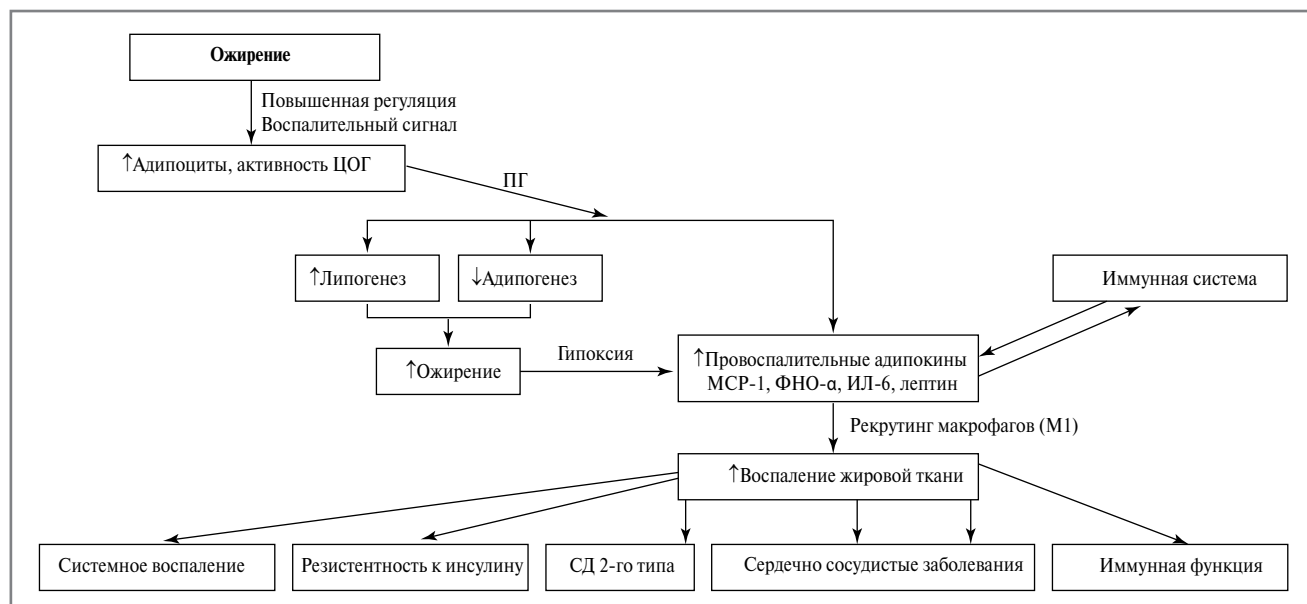 Ожирение
Повышенная регуляция
Воспалительный сигнал
↑Адипоциты, активность ЦОГ
ПГ
↑Липогенез
↓Адипогенез
Иммунная система
↑Ожирение
Гипоксия
↑Провоспалительные адипокины
МСР-1, ФНО-α, ИЛ-6, лептин
Рекрутинг макрофагов (М1)
↑Воспаление жировой ткани
Системное воспаление
Резистентность к инсулину
СД 2-го типа
Сердечно сосудистые заболевания
Иммунная функция